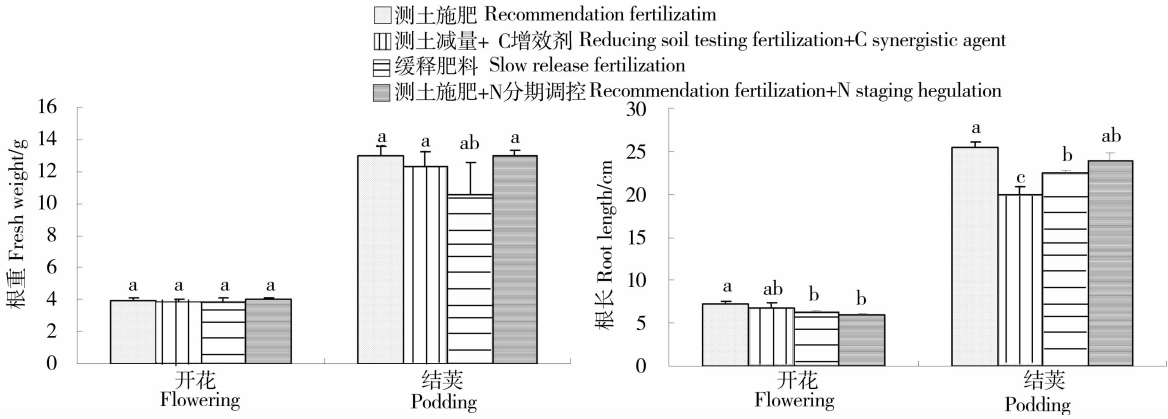 测土施肥 Recommendation fertilizatim
测土减量+ C增效剂 Reducing soil testing fertilization+C synergistic agent
缓释肥料 Slow release fertilization
测土施肥+N分期调控 Recommendation fertilization+N staging hegulation
根重 Fresh weight/g
16
14
12
10
8
6
4
2
0
a
a
a
a
a
a
ab
a
开花
Flowering
结荚
Podding
根长 Root length/cm
30
25
20
15
10
5
0
a
ab
b
b
a
c
b
ab
开花
Flowering
结荚
Podding